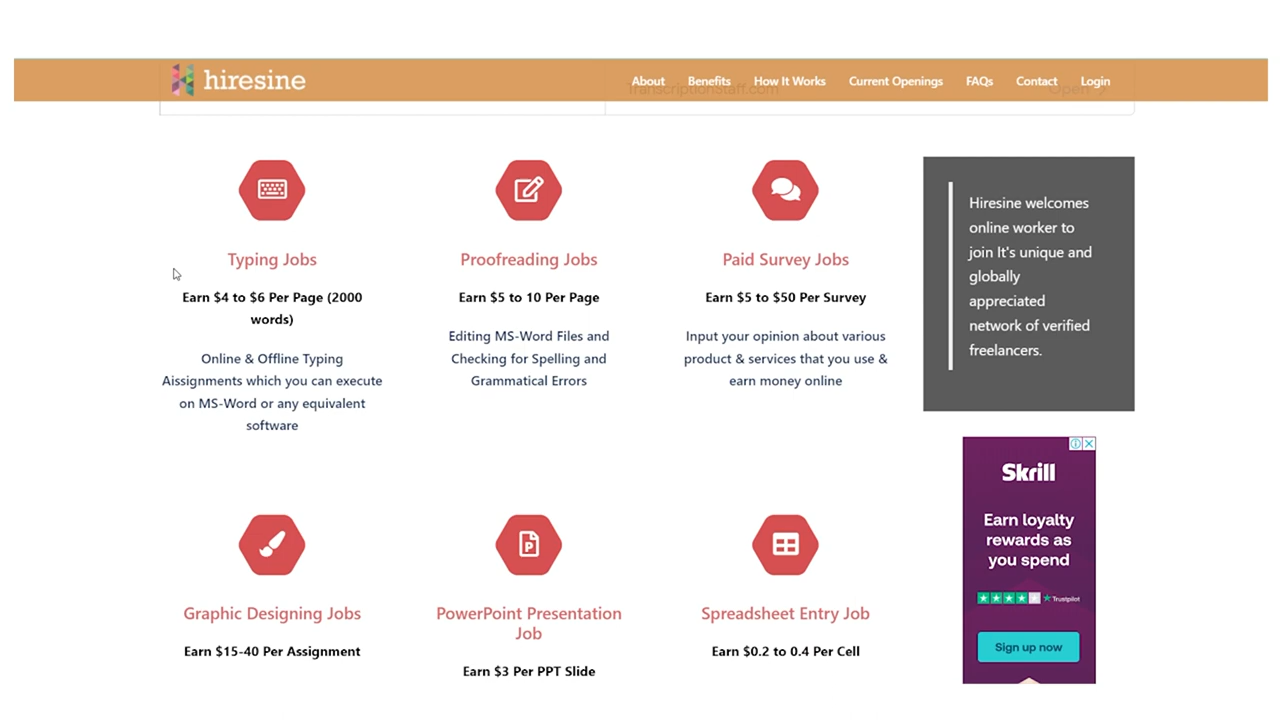 hiresine
About Benefits How It Works Current Openings FAQs Contact Login
TranscriptionStaff.com Open
Typing Jobs
Earn $4 to $6 Per Page (2000
words)
Online & Offline Typing
Aissignments which you can execute
on MS-Word or any equivalent
software
Proofreading Jobs
Earn $5 to 10 Per Page
Editing MS-Word Files and
Checking for Spelling and
Grammatical Errors
Paid Survey Jobs
Earn $5 to $50 Per Survey
Input your opinion about various
product & services that you use &
earn money online
Hiresine welcomes
online worker to
join It's unique and
globally
appreciated
network of verified
freelancers.
Graphic Designing Jobs
Earn $15-40 Per Assignment
P
PowerPoint Presentation
Job
Earn $3 Per PPT Slide
Spreadsheet Entry Job
Earn $0.2 to 0.4 Per Cell
Skrill
Earn loyalty
rewards as
you spend
Trustpilot
Sign up now